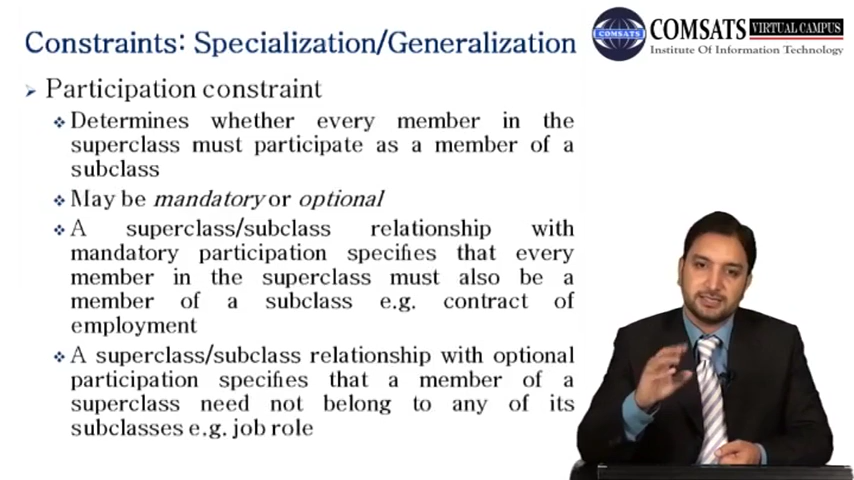 Constraints: Specialization/Generalization
COMSATS
COMSATS VIRTUAL CAMPUS
Institute Of Information Technology
Participation constraint
Determines whether every member in the
superclass must participate as a member of a
subclass
May be mandatory or optional
A superclass/subclass relationship with
mandatory participation specifies that every
member in the superclass must also be a
member of a subclass e.g. contract of
employment
A superclass/subclass relationship with optional
participation specifies that a member of a
superclass need not belong to any of its
subclasses e.g. job role